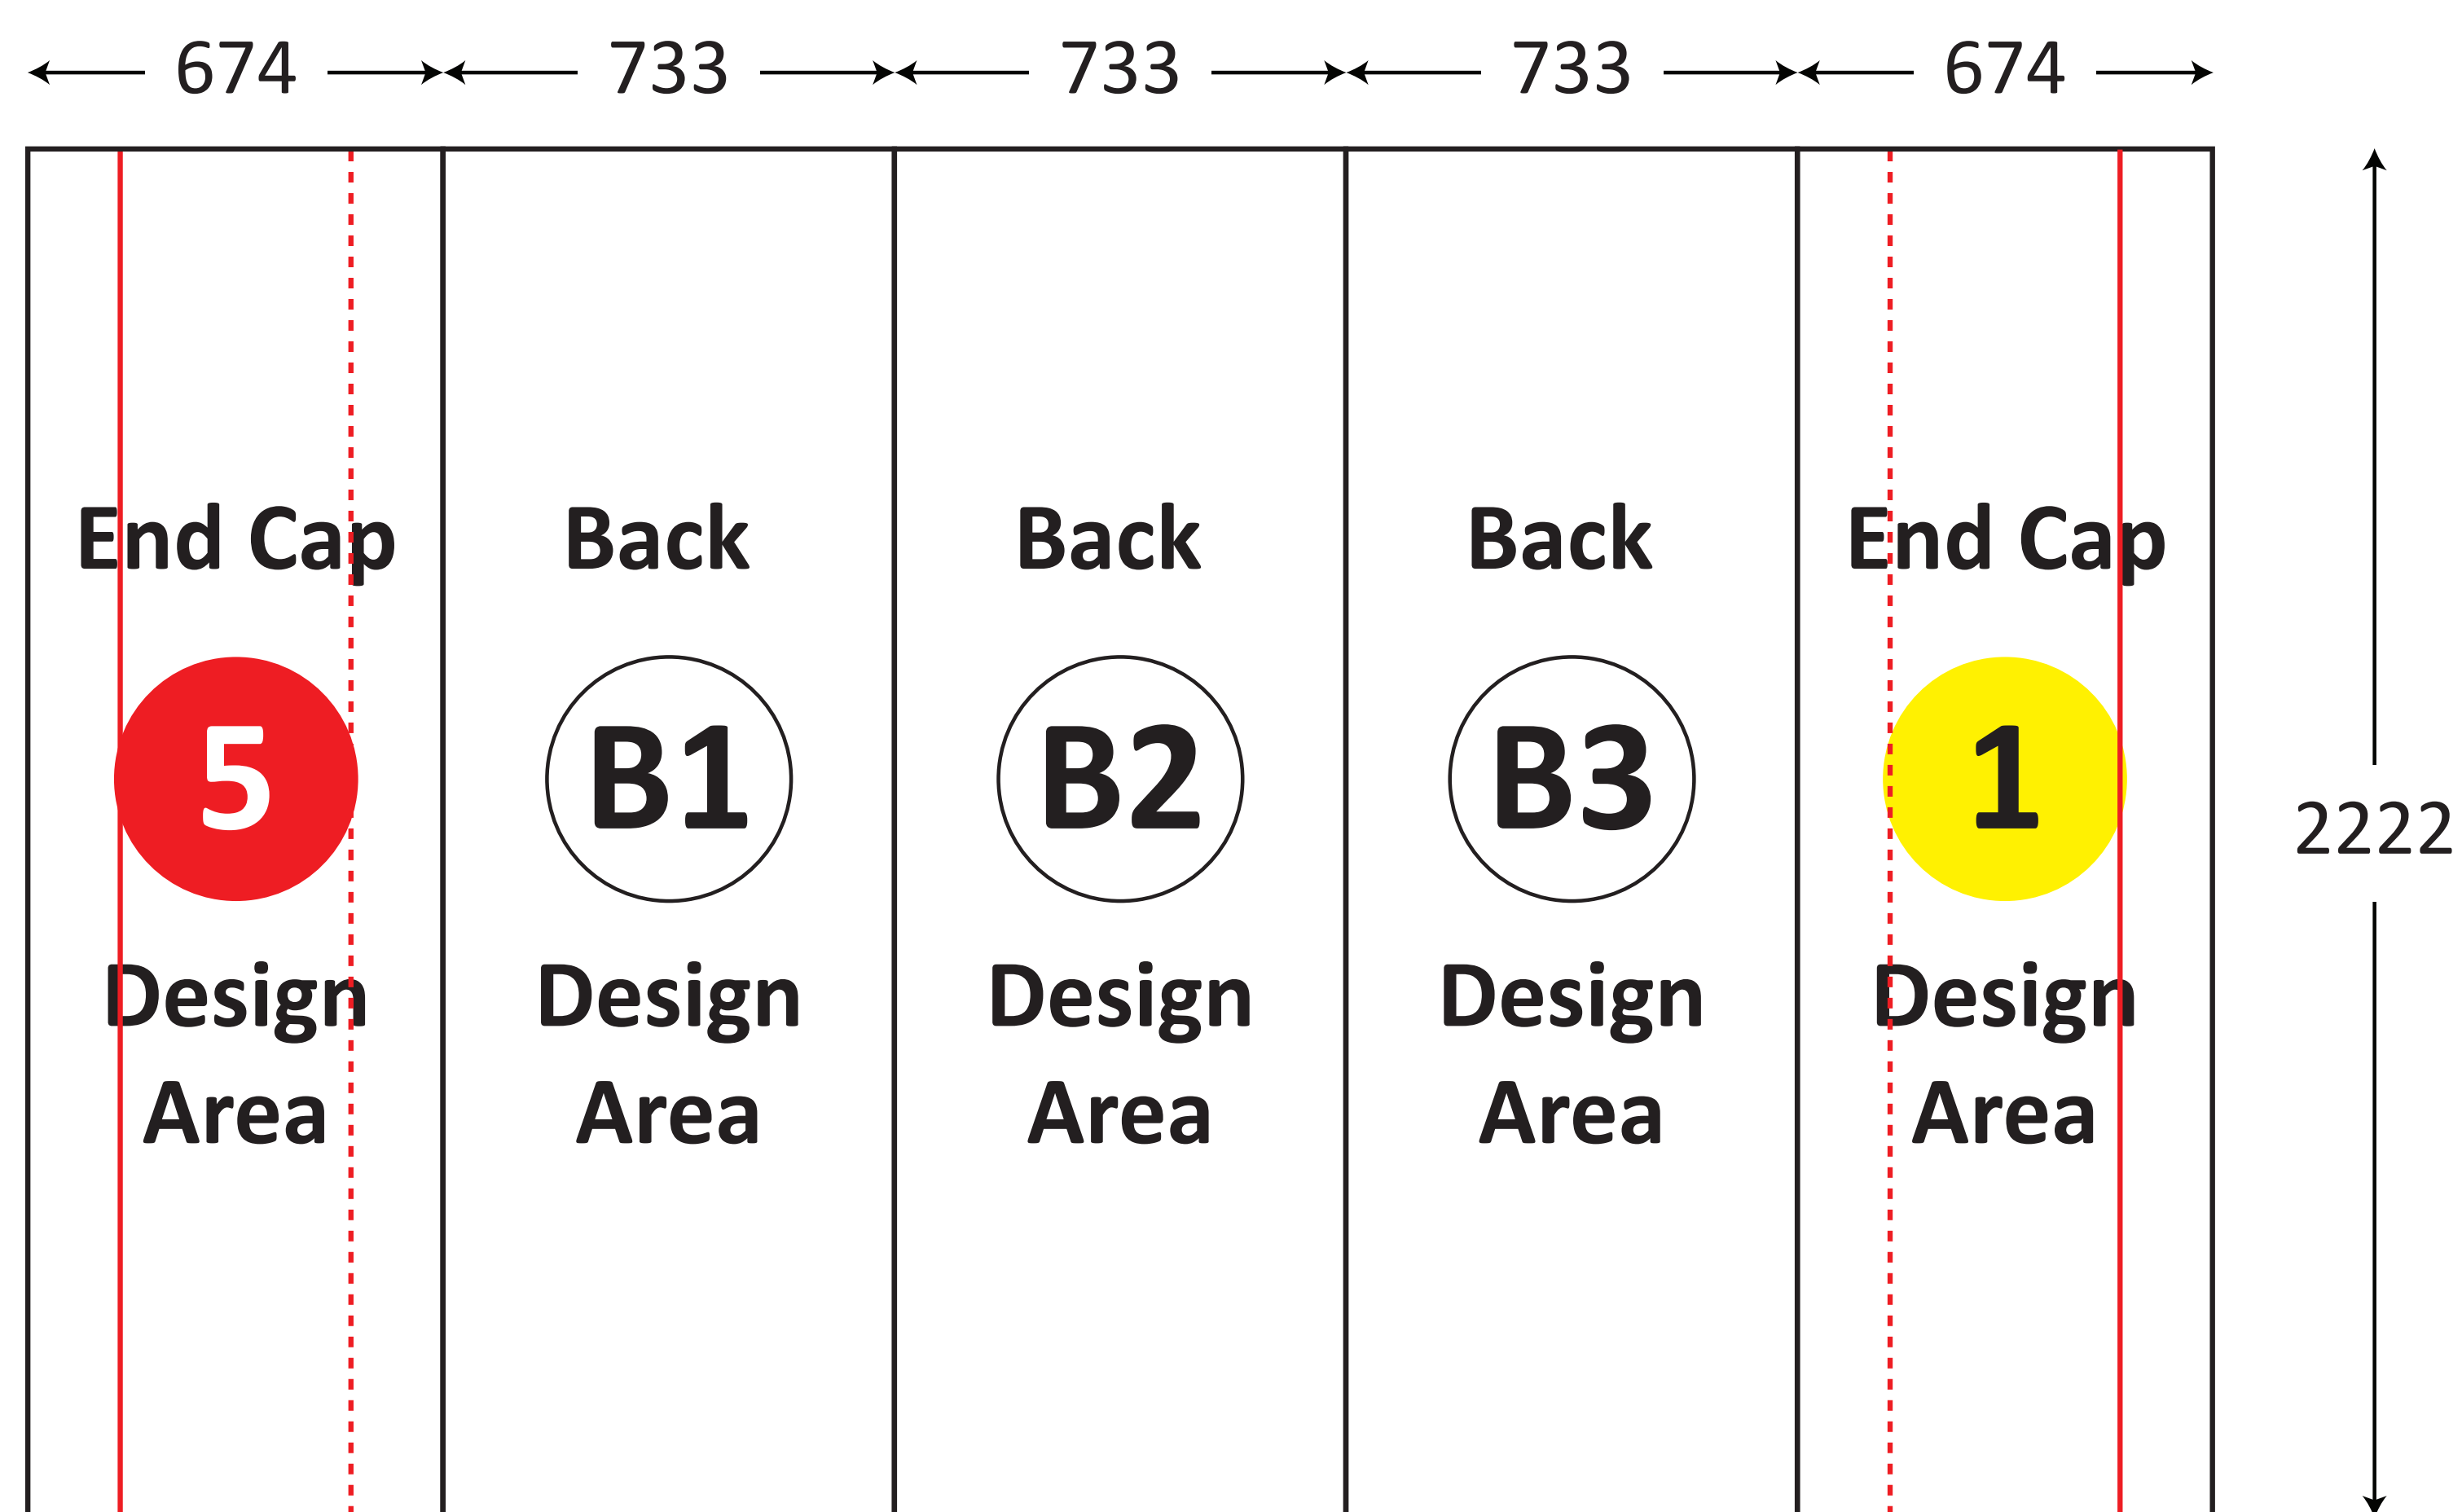 674 733 733 733 674
End Cap Back Back Back End Cap
5 B1 B2 B3 1
2222
Design Design Design Design Design
Area Area Area Area Area